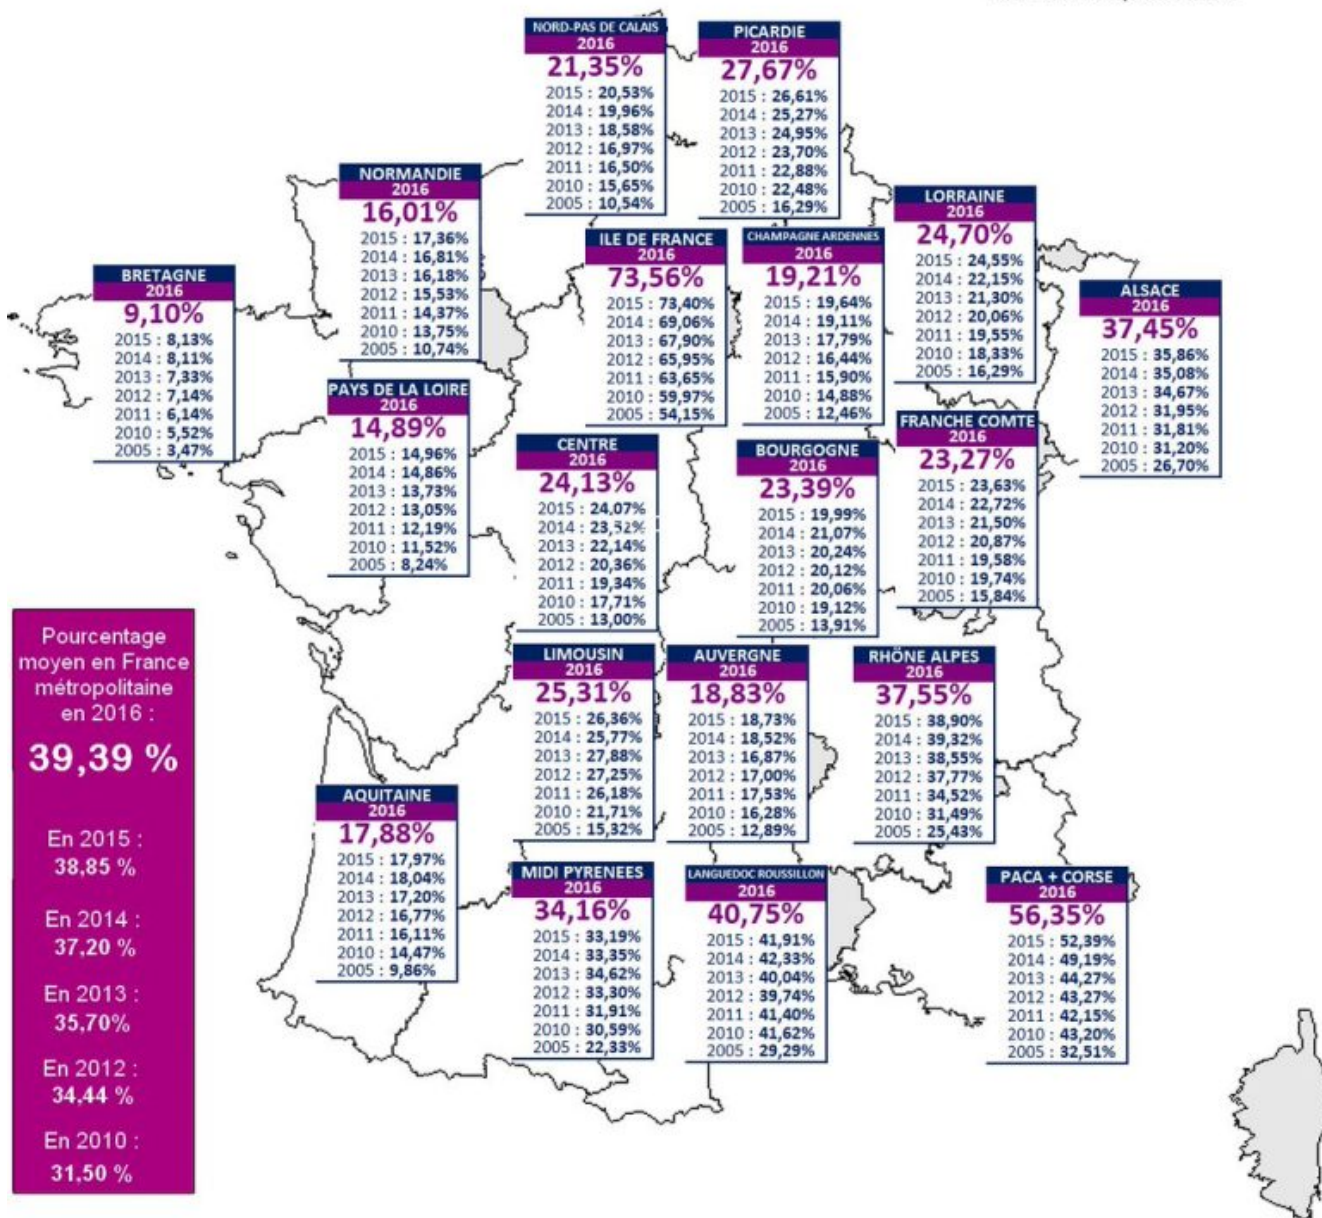 NORD-PAS DE CALAIS
2016
21,35%
2015 : 20,53%
2014 : 19,96%
2013 : 18,58%
2012 : 16,97%
2011 : 16,50%
2010 : 15,65%
2005 : 10,54%
PICARDIE
2016
27,67%
2015 : 26,61%
2014 : 25,27%
2013 : 24,95%
2012 : 23,70%
2011 : 22,88%
2010 : 22,48%
2005 : 16,29%
NORMANDIE
2016
16,01%
2015 : 17,36%
2014 : 16,81%
2013 : 16,18%
2012 : 15,53%
2011 : 14,37%
2010 : 13,75%
2005 : 10,74%
LORRAINE
2016
24,70%
2015 : 24,55%
2014 : 22,15%
2013 : 21,30%
2012 : 20,06%
2011 : 19,55%
2010 : 18,33%
2005 : 16,29%
ILE DE FRANCE
2016
73,56%
2015 : 73,40%
2014 : 69,06%
2013 : 67,90%
2012 : 65,95%
2011 : 63,65%
2010 : 59,97%
2005 : 54,15%
CHAMPAGNE ARDENNES
2016
19,21%
2015 : 19,64%
2014 : 19,11%
2013 : 17,79%
2012 : 16,44%
2011 : 15,90%
2010 : 14,88%
2005 : 12,46%
BRETAGNE
2016
9,10%
2015 : 8,13%
2014 : 8,11%
2013 : 7,33%
2012 : 7,14%
2011 : 6,14%
2010 : 5,52%
2005 : 3,47%
ALSACE
2016
37,45%
2015 : 35,86%
2014 : 35,08%
2013 : 34,67%
2012 : 31,95%
2011 : 31,81%
2010 : 31,20%
2005 : 26,70%
PAYS DE LA LOIRE
2016
14,89%
2015 : 14,96%
2014 : 14,86%
2013 : 13,73%
2012 : 13,05%
2011 : 12,19%
2010 : 11,52%
2005 : 8,24%
CENTRE
2016
24,13%
2015 : 24,07%
2014 :
2013 : 22,14%
2012 : 20,36%
2011 : 19,34%
2010 : 17,71%
2005 : 13,00%
BOURGOGNE
2016
23,39%
2015 : 19,99%
2014 : 21,07%
2013 : 20,24%
2012 : 20,12%
2011 : 20,06%
2010 : 19,12%
2005 : 13,91%
FRANCHE COMTE
2016
23,27%
2015 : 23,63%
2014 : 22,72%
2013 : 21,50%
2012 : 20,87%
2011 : 19,58%
2010 : 19,74%
2005 : 15,84%
Pourcentage
moyen en France
métropolitaine
en 2016 :
39,39 %
En 2015 :
38,85 %
En 2014 :
37,20 %
En 2013 :
35,70%
En 2012 :
34,44 %
En 2010 :
31,50 %
LIMOUSIN
2016
25,31%
2015 : 26,36%
2014 : 25,77%
2013 : 27,88%
2012 : 27,25%
2011 : 26,18%
2010 : 21,71%
2005 : 15,32%
AUVERGNE
2016
18,83%
2015 : 18,73%
2014 : 18,52%
2013 : 16,87%
2012 : 17,00%
2011 : 17,53%
2010 : 16,28%
2005 : 12,89%
RHÔNE ALPES
2016
37,55%
2015 : 38,90%
2014 : 39,32%
2013 : 38,55%
2012 : 37,77%
2011 : 34,52%
2010 : 31,49%
2005 : 25,43%
AQUITAINE
2016
17,88%
2015 : 17,97%
2014 : 18,04%
2013 : 17,20%
2012 : 16,77%
2011 : 16,11%
2010 : 14,47%
2005 : 9,86%
MIDI PYRENEES
2016
34,16%
2015 : 33,19%
2014 : 33,35%
2013 : 34,62%
2012 : 33,30%
2011 : 31,91%
2010 : 30,59%
2005 : 22,33%
LANGUEDOC ROUSSILLON
2016
40,75%
2015 : 41,91%
2014 : 42,33%
2013 : 40,04%
2012 : 39,74%
2011 : 41,40%
2010 : 41,62%
2005 : 29,29%
PACA + CORSE
2016
56,35%
2015 : 52,39%
2014 : 49,19%
2013 : 44,27%
2012 : 43,27%
2011 : 42,15%
2010 : 43,20%
2005 : 32,51%